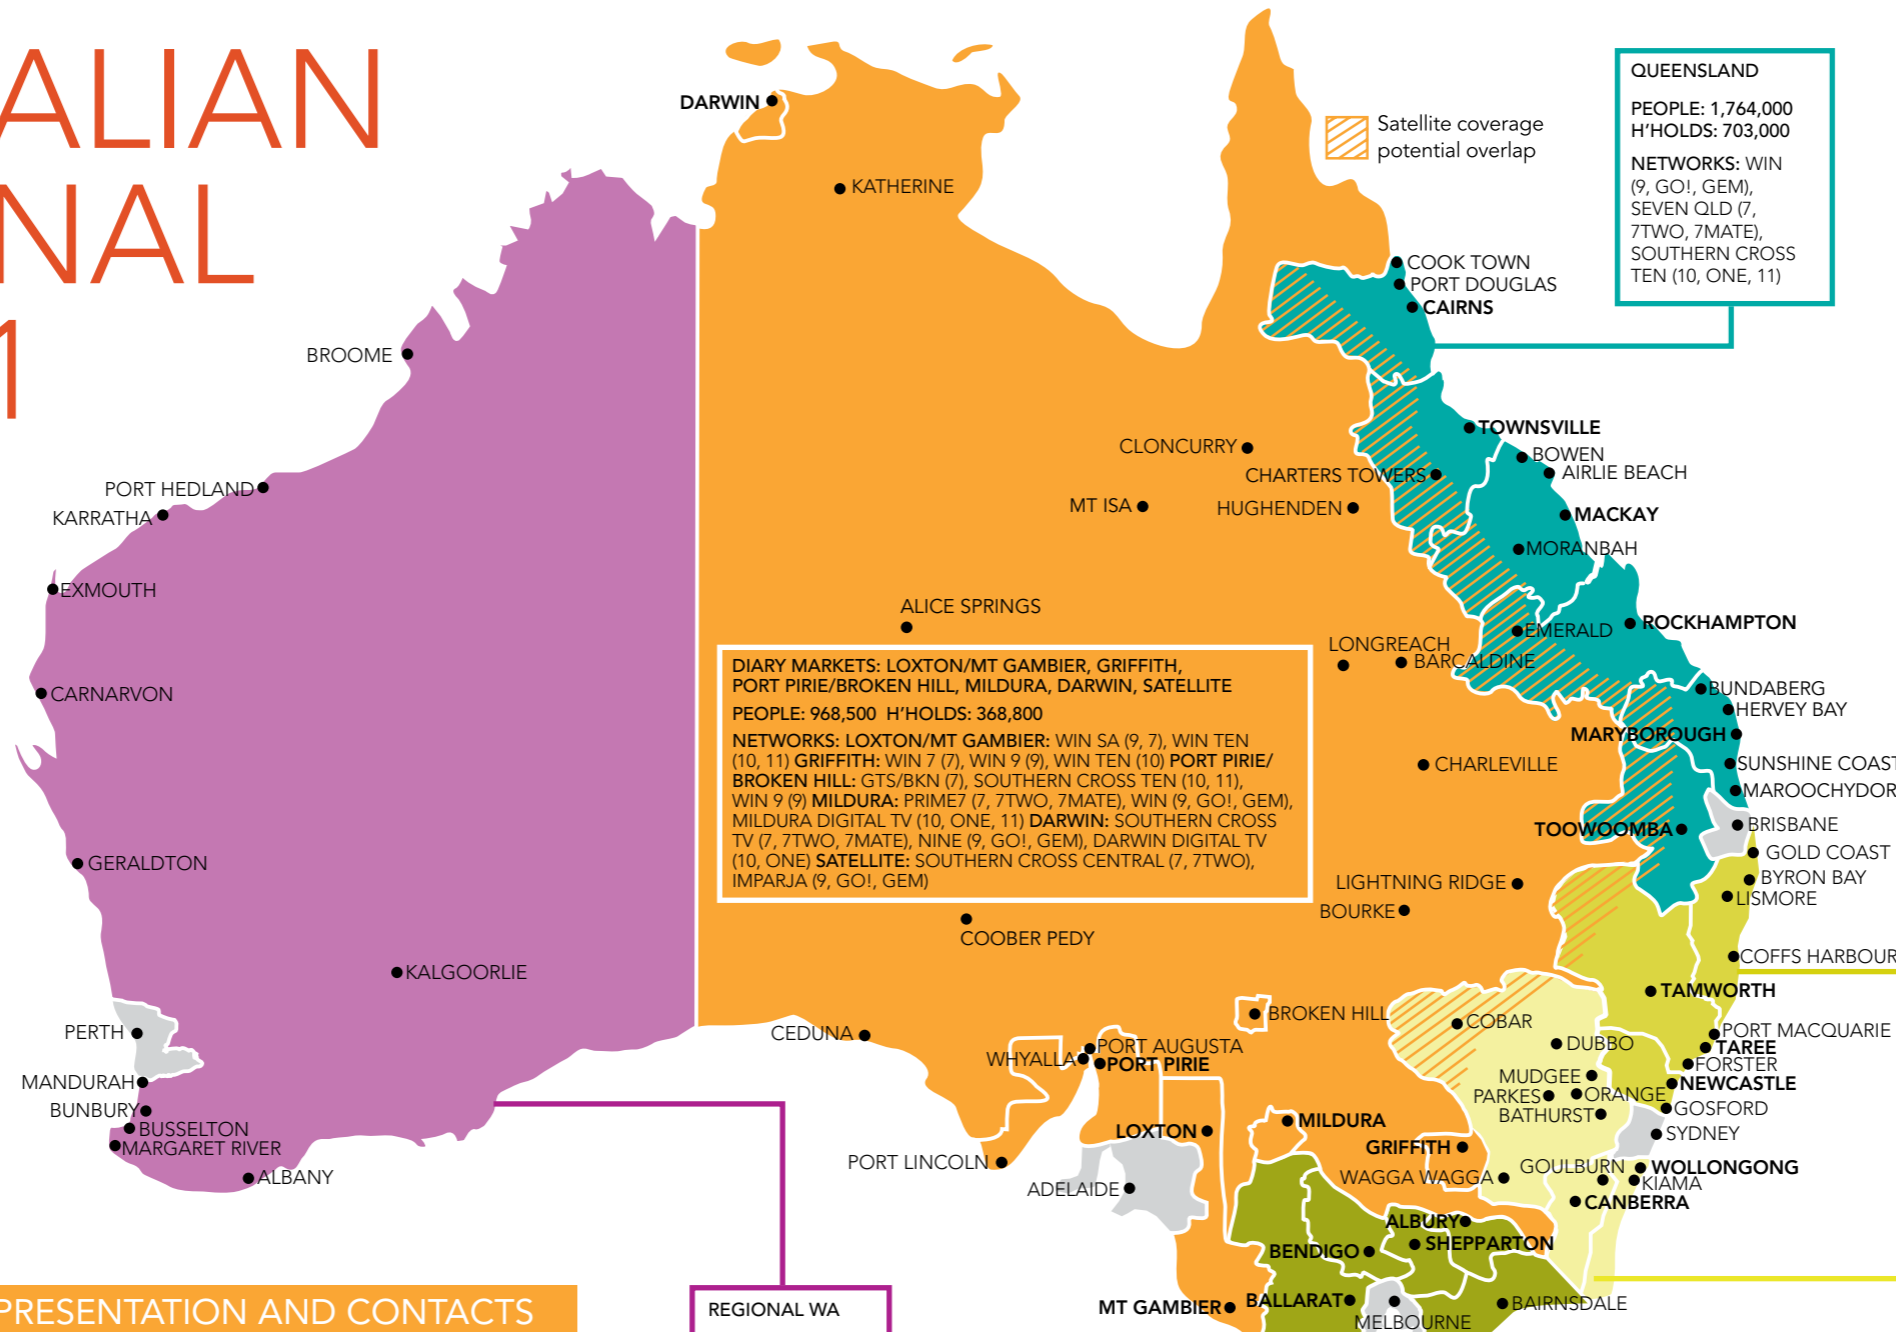 ALIAN
NAL
1
Satellite coverage
potential overlap
QUEENSLAND
PEOPLE: 1,764,000
H'HOLDS: 703,000
NETWORKS: WIN
(9, GO!, GEM),
SEVEN QLD (7,
7TWO, 7MATE),
SOUTHERN CROSS
TEN (10, ONE, 11)
DARWIN
KATHERINE
COOK TOWN
PORT DOUGLAS
CAIRNS
BROOME
TOWNSVILLE
CLONCURRY
BOWEN
CHARTERS TOWERS
AIRLIE BEACH
PORT HEDLAND
MT ISA
HUGHENDEN
KARRATHA
MACKAY
MORANBAH
EXMOUTH
ALICE SPRINGS
EMERALD
ROCKHAMPTON
LONGREACH
BARCALDINE
DIARY MARKETS: LOXTON/MT GAMBIER, GRIFFITH,
PORT PIRIE/BROKEN HILL, MILDURA, DARWIN, SATELLITE
PEOPLE: 968,500 H'HOLDS: 368,800
NETWORKS: LOXTON/MT GAMBIER: WIN SA (9, 7), WIN TEN
(10, 11) GRIFFITH: WIN 7 (7), WIN 9 (9), WIN TEN (10) PORT PIRIE/
BROKEN HILL: GTS/BKN (7), SOUTHERN CROSS TEN (10, 11),
WIN 9 (9) MILDURA: PRIME7 (7, 7TWO, 7MATE), WIN (9, GO!, GEM),
MILDURA DIGITAL TV (10, ONE, 11) DARWIN: SOUTHERN CROSS
TV (7, 7TWO, 7MATE), NINE (9, GO!, GEM), DARWIN DIGITAL TV
(10, ONE) SATELLITE: SOUTHERN CROSS CENTRAL (7, 7TWO),
IMPARJA (9, GO!, GEM)
CARNARVON
BUNDABERG
HERVEY BAY
MARYBOROUGH
CHARLEVILLE
SUNSHINE COAST
MAROOCHYDOR
TOOWOOMBA
BRISBANE
GOLD COAST
GERALDTON
BYRON BAY
LIGHTNING RIDGE
LISMORE
BOURKE
COOBER PEDY
COFFS HARBOUR
KALGOORLIE
TAMWORTH
BROKEN HILL
COBAR
PERTH
CEDUNA
PORT MACQUARIE
DUBBO
PORT AUGUSTA
TAREE
WHYALLA
PORT PIRIE
FORSTER
MUDGEE
MANDURAH
NEWCASTLE
PARKES
ORANGE
BUNBURY
BATHURST
GOSFORD
BUSSELTON
LOXTON
MILDURA
SYDNEY
MARGARET RIVER
GRIFFITH
PORT LINCOLN
GOULBURN
WOLLONGONG
ALBANY
WAGGA WAGGA
KIAMA
ADELAIDE
CANBERRA
ALBURY
BENDIGO
SHEPPARTON
MT GAMBIER
BALLARAT
BAIRNSDALE
MELBOURNE
PRESENTATION AND CONTACTS
REGIONAL WA